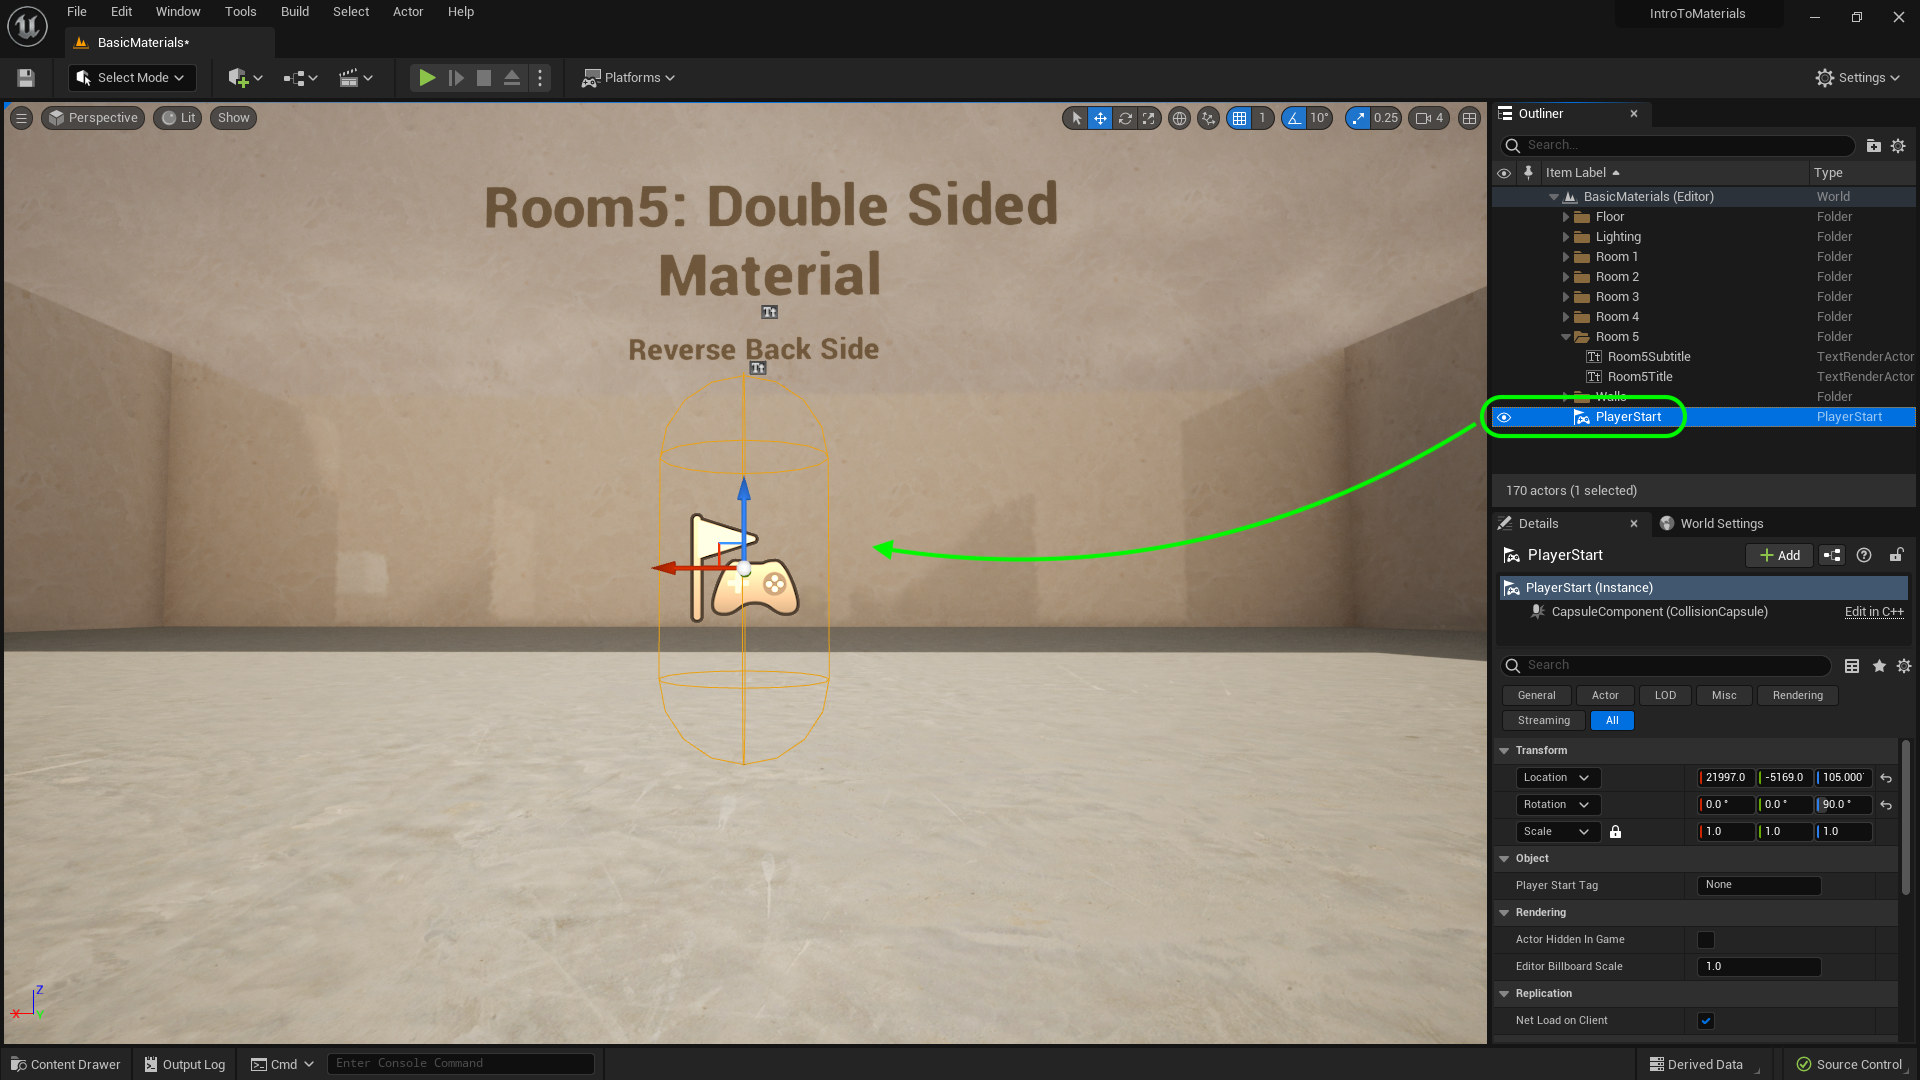 File Edit Window Tools Build Select Actor Help
IntroToMaterials
BasicMaterials*
Select Mode
Platforms
Settings
Perspective Lit Show
1 10° 0.25 4
Room5: Double Sided
Material
Tt
Reverse Back Side
Tt
Outliner
Search...
Item Label Type
BasicMaterials (Editor) World
Floor Folder
Lighting Folder
Room 1 Folder
Room 2 Folder
Room 3 Folder
Room 4 Folder
Room 5 Folder
Tt Room5Subtitle TextRenderActor
Tt Room5Title TextRenderActor
Walls Folder
PlayerStart PlayerStart
170 actors (1 selected)
Details World Settings
PlayerStart Add
PlayerStart (Instance)
CapsuleComponent (CollisionCapsule) Edit in C++
Search
General Actor LOD Misc Rendering
Streaming All
Transform
Location 21997.0 -5169.0 105.000
Rotation 0.0 ° 0.0 ° 90.0 °
Scale 1.0 1.0 1.0
Object
Player Start Tag None
Rendering
Actor Hidden In Game
Editor Billboard Scale 1.0
Replication
Net Load on Client
Z
X Y
Content Drawer Output Log Cmd Enter Console Command Derived Data Source Control